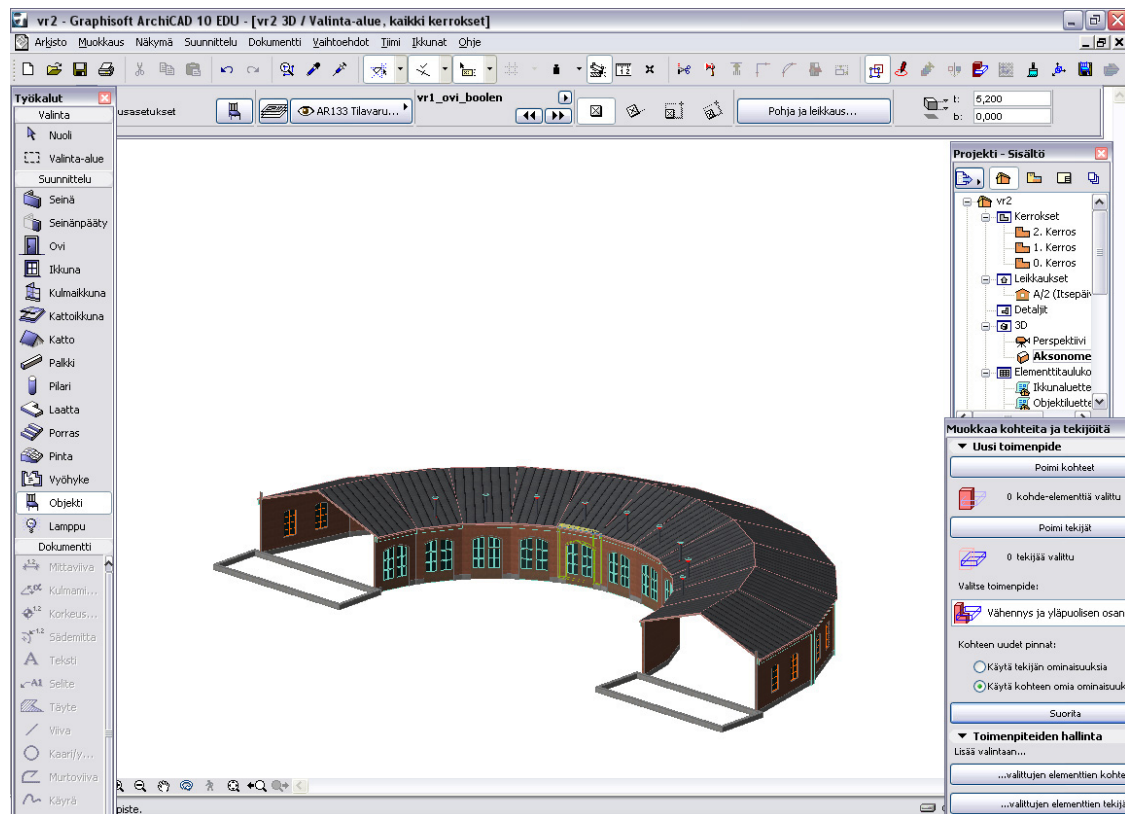 vr2 - Graphisoft ArchiCAD 10 EDU - [vr2 3D / Valinta-alue, kaikki kerrokset]
Arkisto Muokkaus Näkymä Suunnittelu Dokumentti Vaihtoehdot Tiimi Ikkunat Ohje
Työkalut
Valinta
Nuoli
Valinta-alue
Suunnittelu
Seinä
Seinänpääty
Ovi
Ikkuna
Kulmaikkuna
Kattoikkuna
Katto
Palkki
Pilari
Laatta
Porras
Pinta
Vyöhyke
Objekti
Lamppu
Dokumentti
Mittaviiva
Kulmami...
Korkeus...
Sädemitta
Teksti
Selite
Täyte
Viiva
Kaari/y...
Murtoviiva
Käyrä
usasetukset
AR133 Tilavaru...
vr1_ovi_boolen
Pohja ja leikkaus...
t: 5,200
b: 0,000
Projekti - Sisältö
vr2
Kerrokset
2. Kerros
1. Kerros
0. Kerros
Leikkaukset
A/2 (Itsepäiv
Detaljit
3D
Perspektiivi
Aksonome
Elementtitauluko
Ikkunaluette
Objektiluette
Muokkaa kohteita ja tekijöitä
Uusi toimenpide
Poimi kohteet
0 kohde-elementtiä valittu
Poimi tekijät
0 tekijää valittu
Valitse toimenpide:
Vähennys ja yläpuolisen osan
Kohteen uudet pinnat:
Käytä tekijän ominaisuuksia
Käytä kohteen omia ominaisuuk
Suorita
Toimenpiteiden hallinta
Lisää valintaan...
...valittujen elementtien kohte
...valittujen elementtien tekijä
piste.